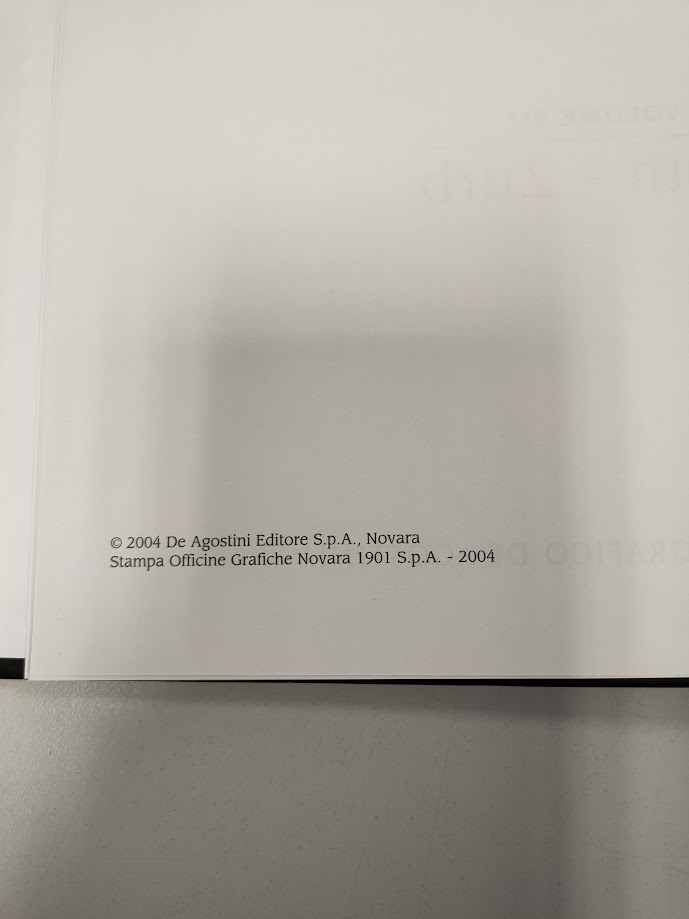 © 2004 De Agostini Editore S.p.A., Novara
Stampa Officine Grafiche Novara 1901 S.p.A. - 2004